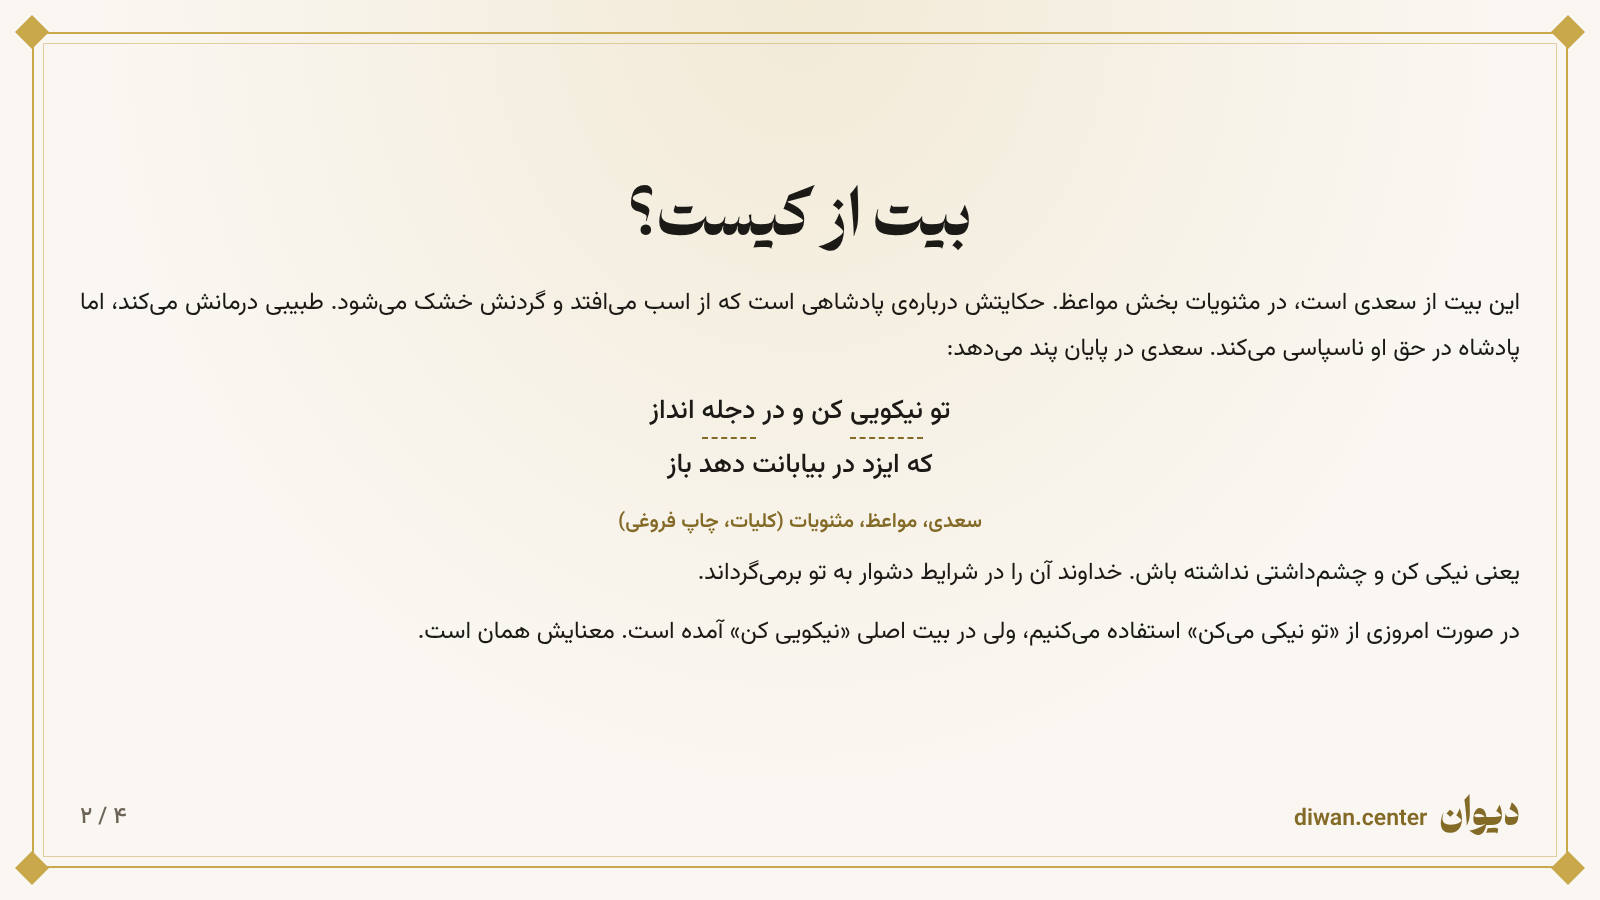 بیت از کیست؟
این بیت از سعدی است، در مثنویات بخش مواعظ. حکایتش درباره‌ی پادشاهی است که از اسب می‌افتد و گردنش خشک می‌شود. طبیبی درمانش می‌کند، اما
پادشاه در حق او ناسپاسی می‌کند. سعدی در پایان پند می‌دهد:
تو نیکویی کن و در دجله انداز
که ایزد در بیابانت دهد باز
سعدی، مواعظ، مثنویات (کلیات، چاپ فروغی)
یعنی نیکی کن و چشم‌داشتی نداشته باش. خداوند آن را در شرایط دشوار به تو برمی‌گرداند.
در صورت امروزی از «تو نیکی می‌کن» استفاده می‌کنیم، ولی در بیت اصلی «نیکویی کن» آمده است. معنایش همان است.
دیوان diwan.center
۲ / ۴